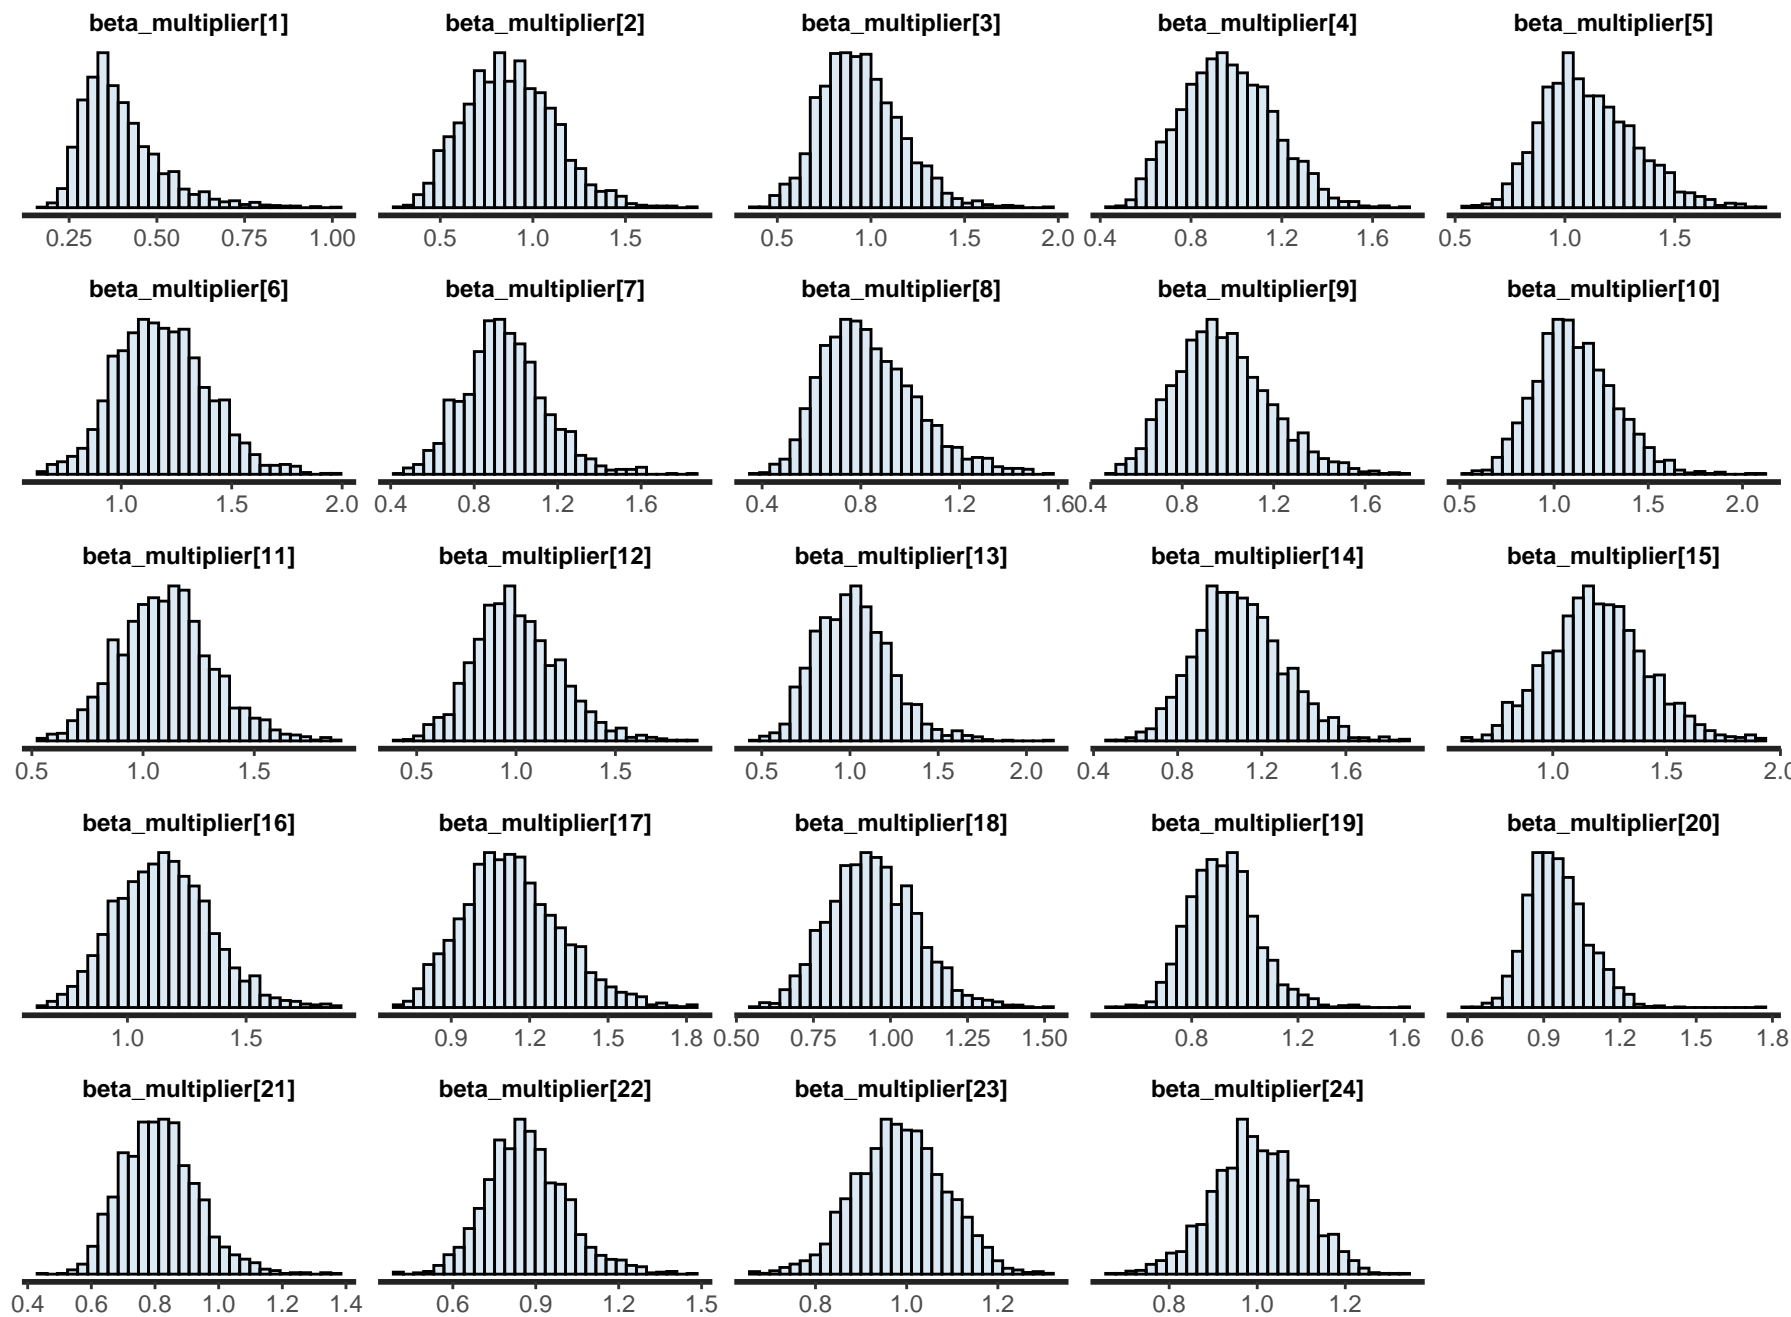 beta_multiplier[1] beta_multiplier[2] beta_multiplier[3] beta_multiplier[4] beta_multiplier[5]
0.25 0.50 0.75 1.00 0.5 1.0 1.5 0.5 1.0 1.5 2.0 0.4 0.8 1.2 1.6 0.5 1.0 1.5
beta_multiplier[6] beta_multiplier[7] beta_multiplier[8] beta_multiplier[9] beta_multiplier[10]
1.0 1.5 2.0 0.4 0.8 1.2 1.6 0.4 0.8 1.2 1.6 0.4 0.8 1.2 1.6 0.5 1.0 1.5 2.0
beta_multiplier[11] beta_multiplier[12] beta_multiplier[13] beta_multiplier[14] beta_multiplier[15]
0.5 1.0 1.5 0.5 1.0 1.5 0.5 1.0 1.5 2.0 0.4 0.8 1.2 1.6 1.0 1.5 2.0
beta_multiplier[16] beta_multiplier[17] beta_multiplier[18] beta_multiplier[19] beta_multiplier[20]
1.0 1.5 0.9 1.2 1.5 1.8 0.50 0.75 1.00 1.25 1.50 0.8 1.2 1.6 0.6 0.9 1.2 1.5 1.8
beta_multiplier[21] beta_multiplier[22] beta_multiplier[23] beta_multiplier[24]
0.4 0.6 0.8 1.0 1.2 1.4 0.6 0.9 1.2 1.5 0.8 1.0 1.2 0.8 1.0 1.2